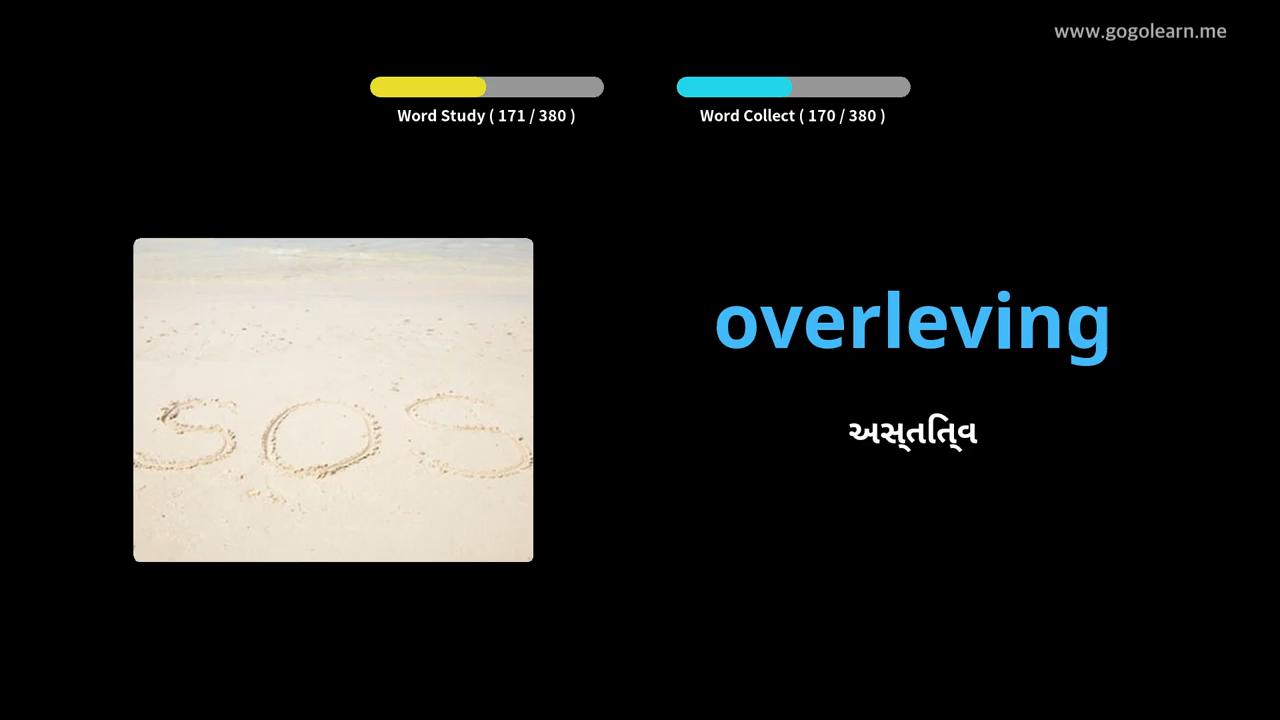 www.gogolearn.me
Word Study ( 171 / 380 )
Word Collect ( 170 / 380 )
SOS
overleving
અસ્તિત્વ